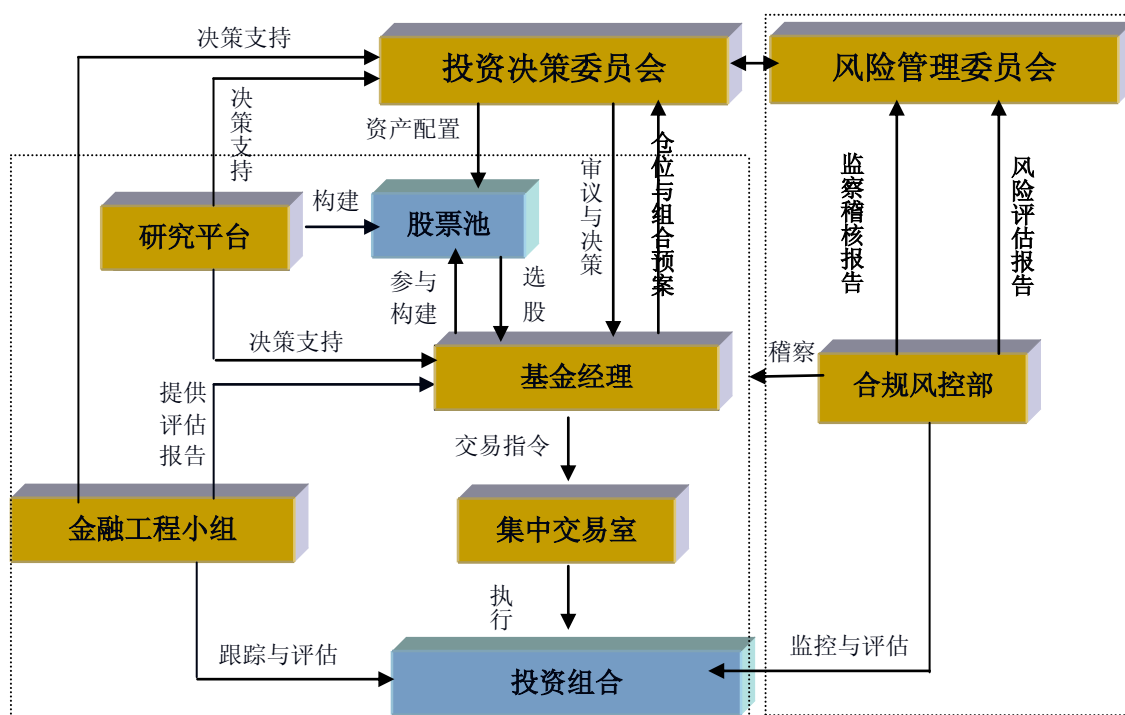 决策支持
投资决策委员会
风险管理委员会
决策支持
资产配置
审议与决策
仓位与组合预案
监察稽核报告
风险评估报告
研究平台
构建
股票池
参与
构建
选
股
决策支持
基金经理
稽察
合规风控部
提供
评估
报告
交易指令
金融工程小组
集中交易室
执行
跟踪与评估
投资组合
监控与评估